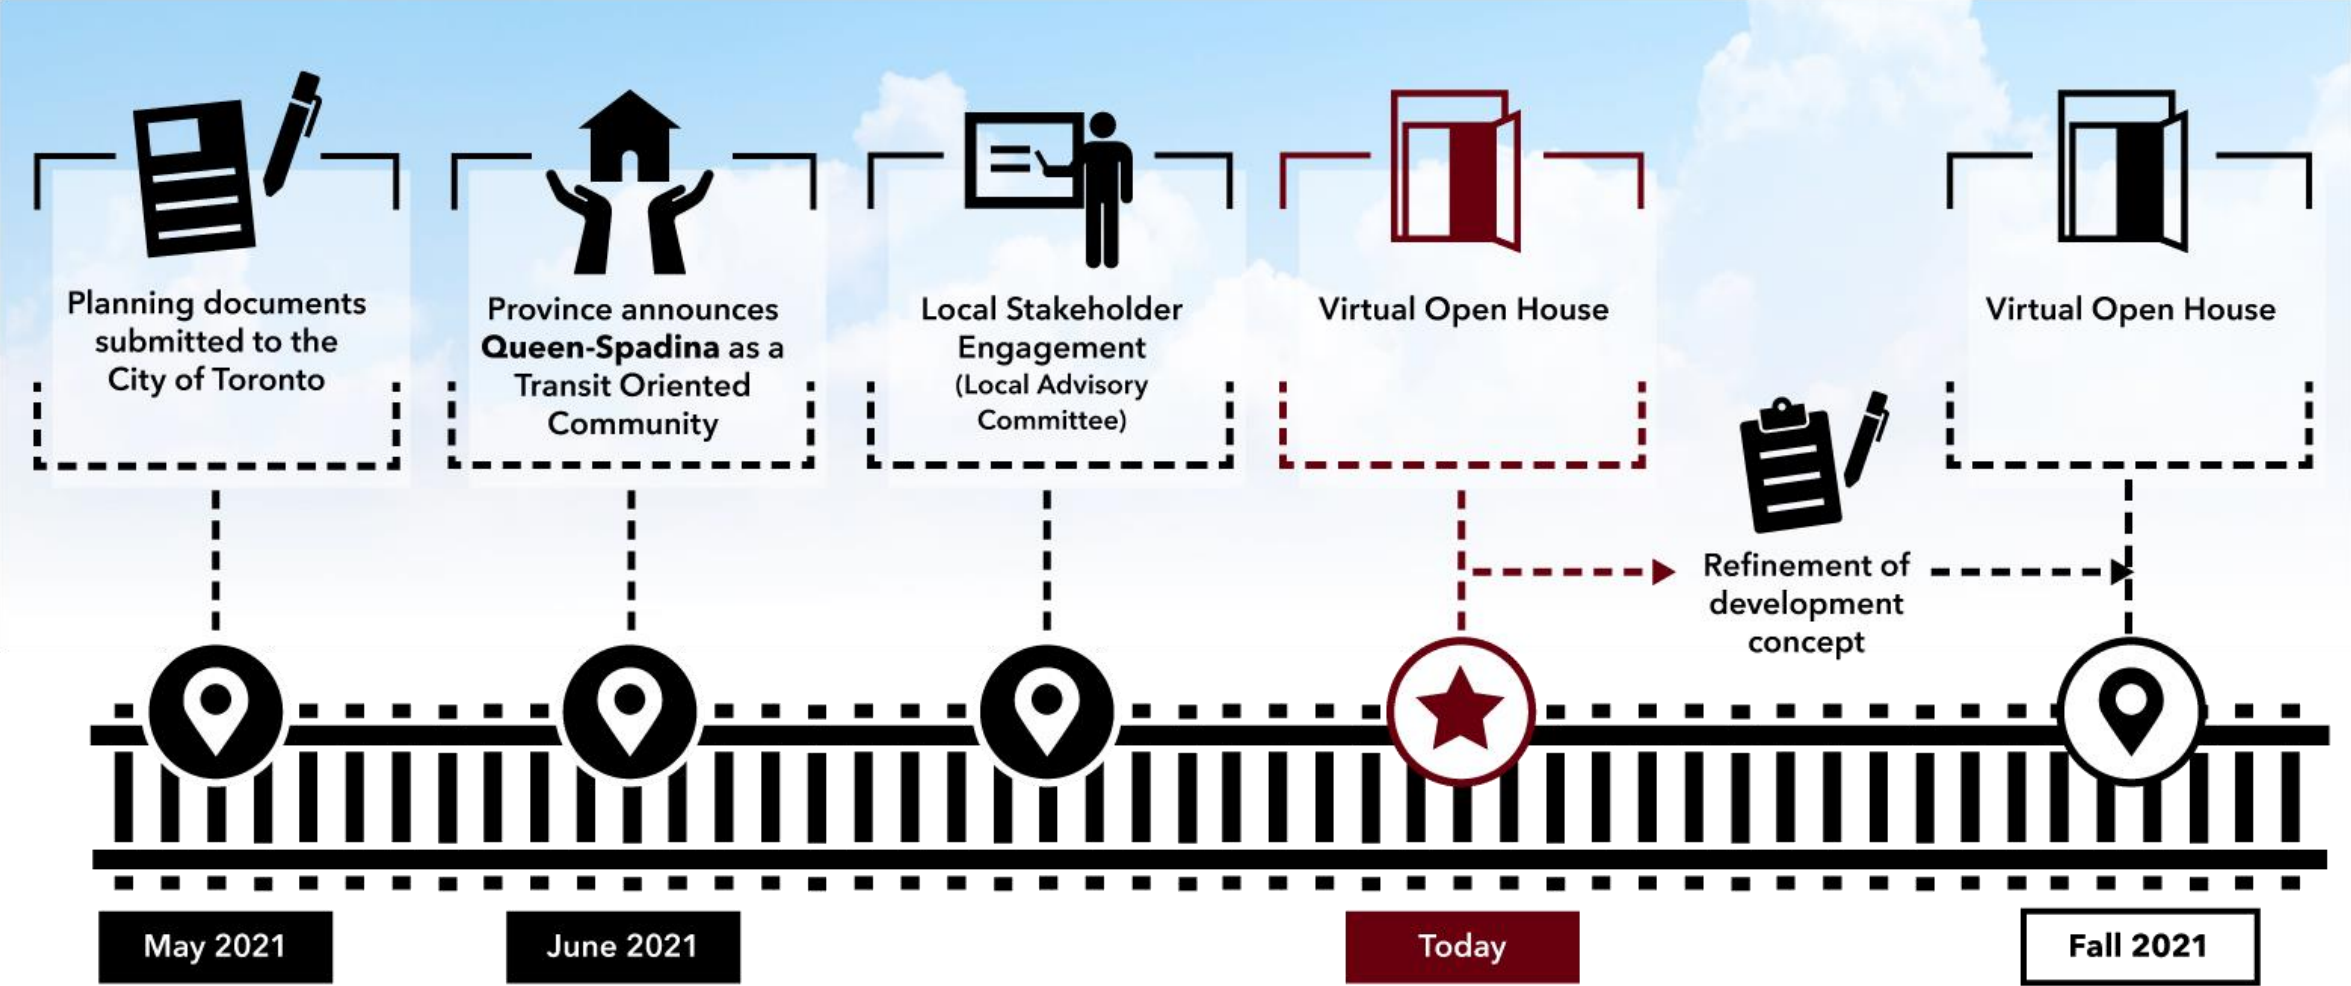 Planning documents
submitted to the
City of Toronto
Province announces
Queen-Spadina as a
Transit Oriented
Community
Local Stakeholder
Engagement
(Local Advisory
Committee)
Virtual Open House
Refinement of
development
concept
Virtual Open House
May 2021
June 2021
Today
Fall 2021